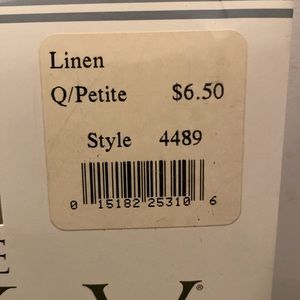 Linen
Q/Petite $6.50
Style 4489
0 15182 25310 6
V®